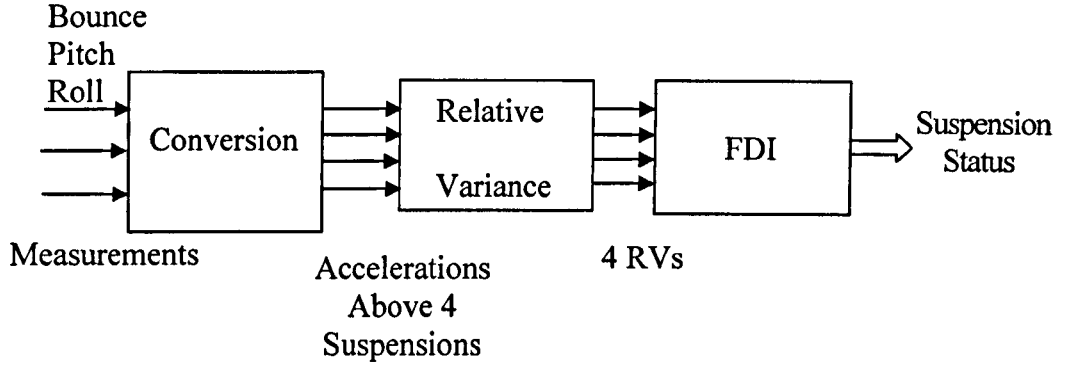 Bounce
Pitch
Roll
Conversion
Relative
Variance
FDI
Suspension
Status
Measurements
Accelerations
Above 4
Suspensions
4 RVs